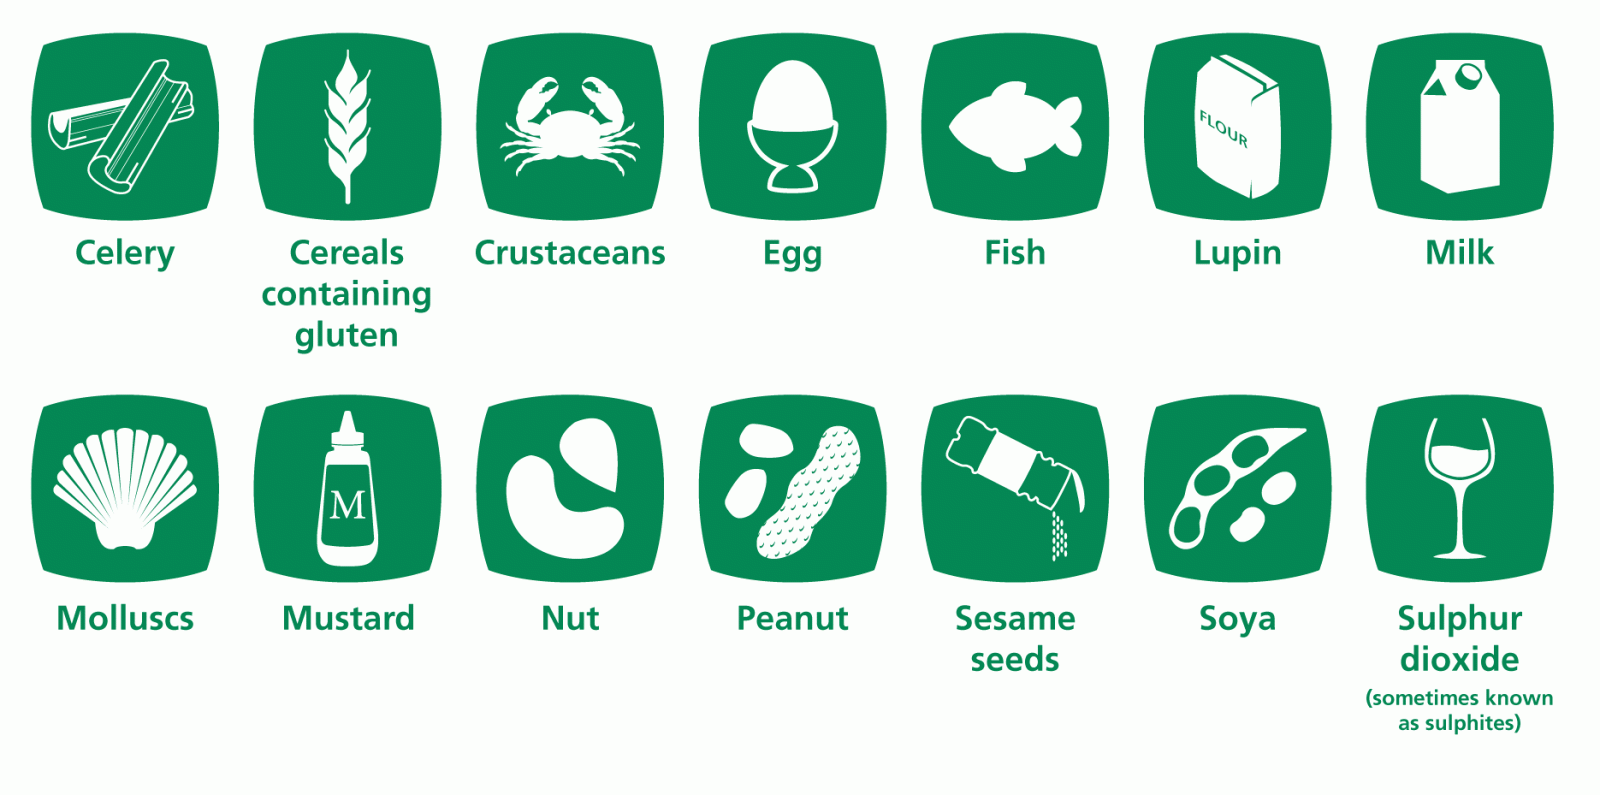 FLOUR
Celery
Cereals
containing
gluten
Crustaceans
Egg
Fish
Lupin
Milk
M
Molluscs
Mustard
Nut
Peanut
Sesame
seeds
Soya
Sulphur
dioxide
(sometimes known
as sulphites)